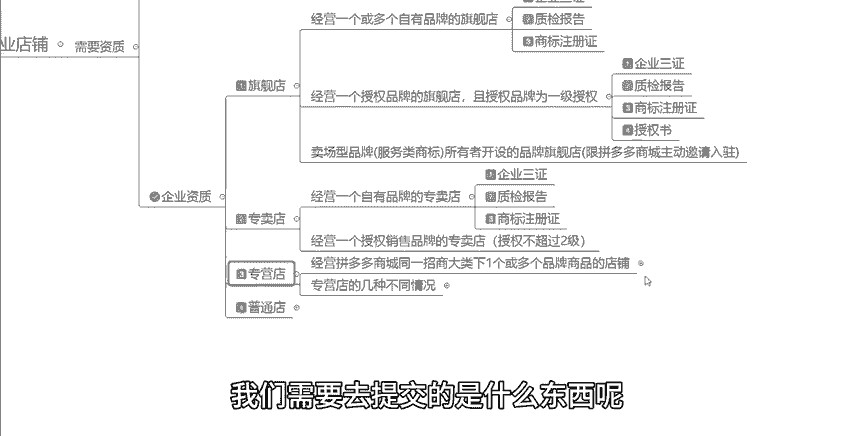 企业三证
经营一个或多个自有品牌的旗舰店
质检报告
商标注册证
业店铺
需要资质
企业三证
旗舰店
质检报告
经营一个授权品牌的旗舰店，且授权品牌为一级授权
商标注册证
授权书
卖场型品牌(服务类商标)所有者开设的品牌旗舰店(限拼多多商城主动邀请入驻)
企业三证
企业资质
经营一个自有品牌的专卖店
质检报告
专卖店
商标注册证
经营一个授权销售品牌的专卖店（授权不超过2级）
经营拼多多商城同一招商大类下1个或多个品牌商品的店铺
专营店
专营店的几种不同情况
普通店
我们需要去提交的是什么东西呢